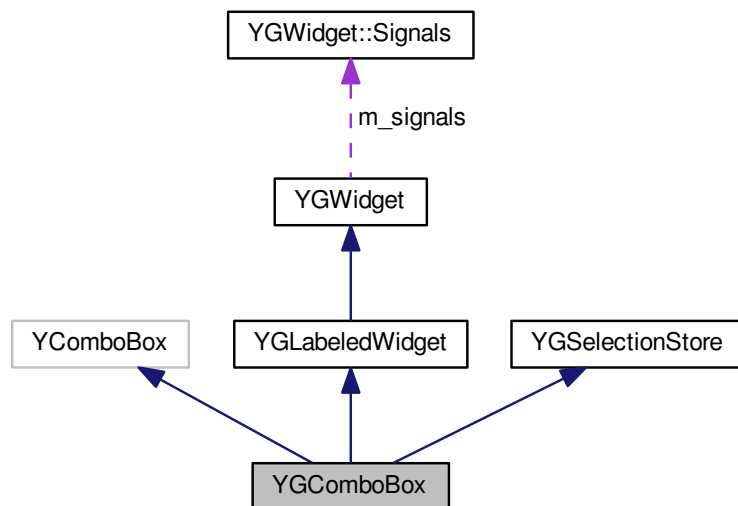 YGWidget::Signals
m_signals
YGWidget
YComboBox
YGLabeledWidget
YGSelectionStore
YGComboBox